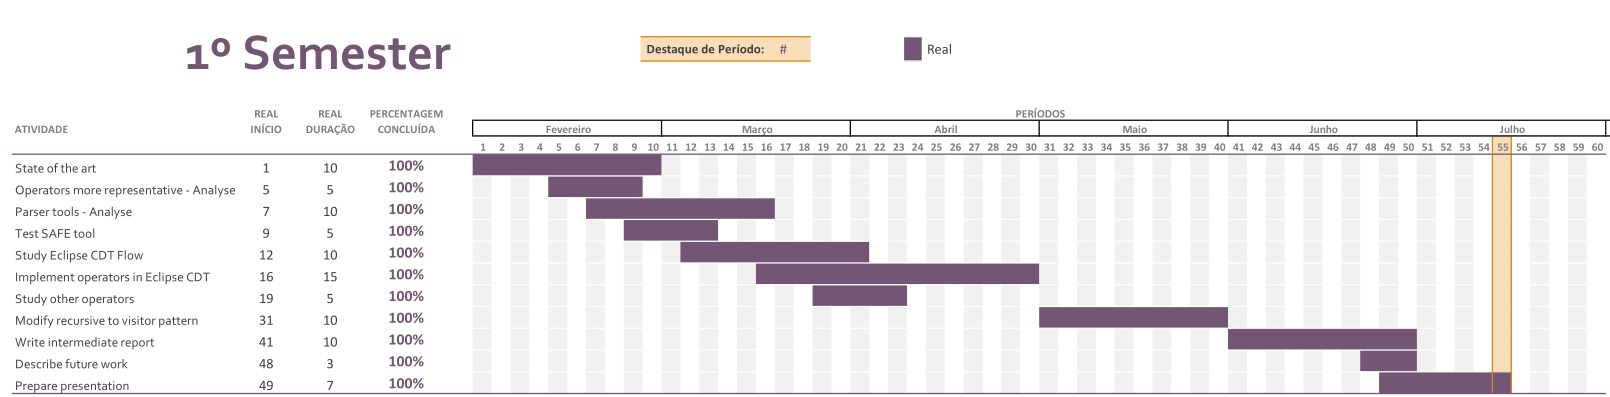 1º Semester
Destaque de Período: #
Real
PERÍODOS
ATIVIDADE REAL INÍCIO REAL DURAÇÃO PERCENTAGEM CONCLUÍDA
Fevereiro Março Abril Maio Junho Julho
1 2 3 4 5 6 7 8 9 10 11 12 13 14 15 16 17 18 19 20 21 22 23 24 25 26 27 28 29 30 31 32 33 34 35 36 37 38 39 40 41 42 43 44 45 46 47 48 49 50 51 52 53 54 55 56 57 58 59 60
State of the art 1 10 100%
Operators more representative - Analyse 5 5 100%
Parser tools - Analyse 7 10 100%
Test SAFE tool 9 5 100%
Study Eclipse CDT Flow 12 10 100%
Implement operators in Eclipse CDT 16 15 100%
Study other operators 19 5 100%
Modify recursive to visitor pattern 31 10 100%
Write intermediate report 41 10 100%
Describe future work 48 3 100%
Prepare presentation 49 7 100%